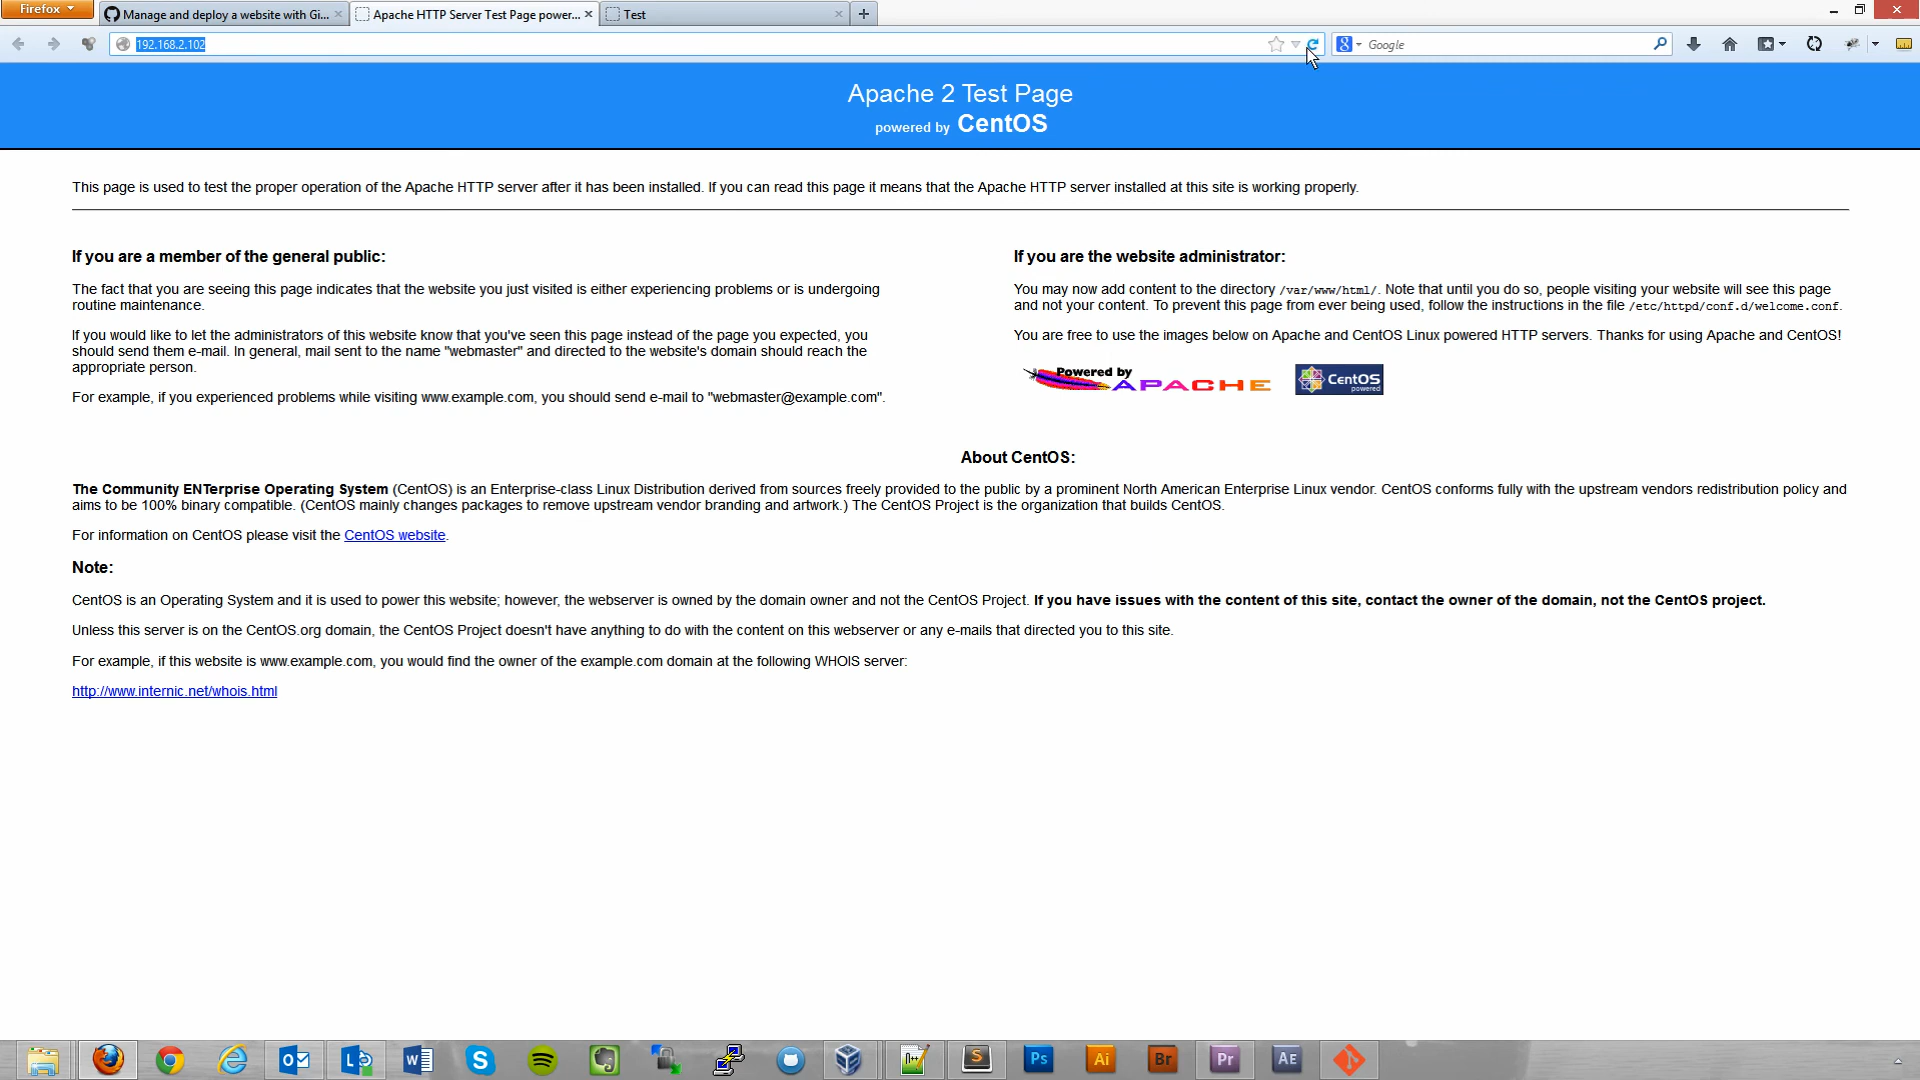 Firefox
Manage and deploy a website with Gi...
Apache HTTP Server Test Page power...
Test
192.168.2.102
Google
Apache 2 Test Page
powered by CentOS
This page is used to test the proper operation of the Apache HTTP server after it has been installed. If you can read this page it means that the Apache HTTP server installed at this site is working properly.
If you are a member of the general public:
The fact that you are seeing this page indicates that the website you just visited is either experiencing problems or is undergoing
routine maintenance.
If you would like to let the administrators of this website know that you've seen this page instead of the page you expected, you
should send them e-mail. In general, mail sent to the name "webmaster" and directed to the website's domain should reach the
appropriate person.
For example, if you experienced problems while visiting www.example.com, you should send e-mail to "webmaster@example.com".
If you are the website administrator:
You may now add content to the directory /var/www/html/. Note that until you do so, people visiting your website will see this page
and not your content. To prevent this page from ever being used, follow the instructions in the file /etc/httpd/conf.d/welcome.conf.
You are free to use the images below on Apache and CentOS Linux powered HTTP servers. Thanks for using Apache and CentOS!
Powered by
APACHE
CentOS
powered
About CentOS:
The Community ENTerprise Operating System (CentOS) is an Enterprise-class Linux Distribution derived from sources freely provided to the public by a prominent North American Enterprise Linux vendor. CentOS conforms fully with the upstream vendors redistribution policy and
aims to be 100% binary compatible. (CentOS mainly changes packages to remove upstream vendor branding and artwork.) The CentOS Project is the organization that builds CentOS.
For information on CentOS please visit the CentOS website.
Note:
CentOS is an Operating System and it is used to power this website; however, the webserver is owned by the domain owner and not the CentOS Project. If you have issues with the content of this site, contact the owner of the domain, not the CentOS project.
Unless this server is on the CentOS.org domain, the CentOS Project doesn't have anything to do with the content on this webserver or any e-mails that directed you to this site.
For example, if this website is www.example.com, you would find the owner of the example.com domain at the following WHOIS server:
http://www.internic.net/whois.html
Ps
Ai
Br
Pr
AE